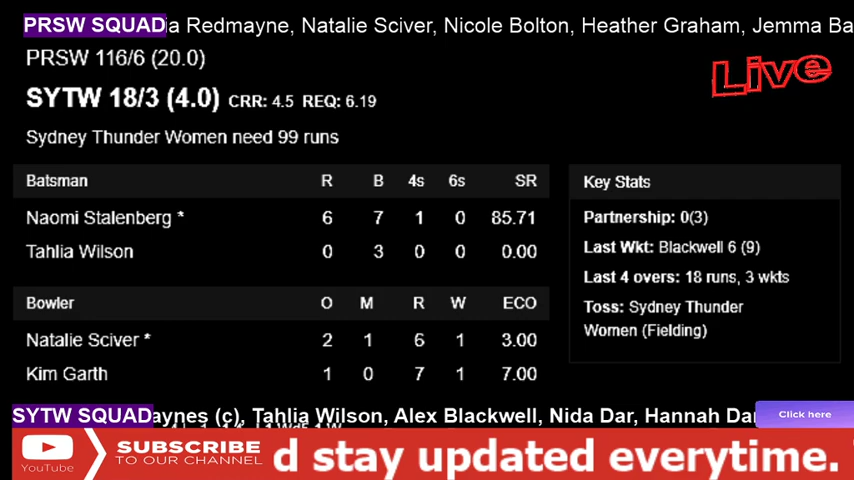 PRSW SQUAD ia Redmayne, Natalie Sciver, Nicole Bolton, Heather Graham, Jemma Ba
PRSW 116/6 (20.0)
Live
SYTW 18/3 (4.0) CRR: 4.5 REQ: 6.19
Sydney Thunder Women need 99 runs
Batsman R B 4s 6s SR
Naomi Stalenberg * 6 7 1 0 85.71
Tahlia Wilson 0 3 0 0 0.00
Bowler O M R W ECO
Natalie Sciver * 2 1 6 1 3.00
Kim Garth 1 0 7 1 7.00
Key Stats
Partnership: 0(3)
Last Wkt: Blackwell 6 (9)
Last 4 overs: 18 runs, 3 wkts
Toss: Sydney Thunder
Women (Fielding)
SYTW SQUAD aynes (c), Tahlia Wilson, Alex Blackwell, Nida Dar, Hannah Dar
Click here
YouTube
SUBSCRIBE
TO OUR CHANNEL
d stay updated everytime.